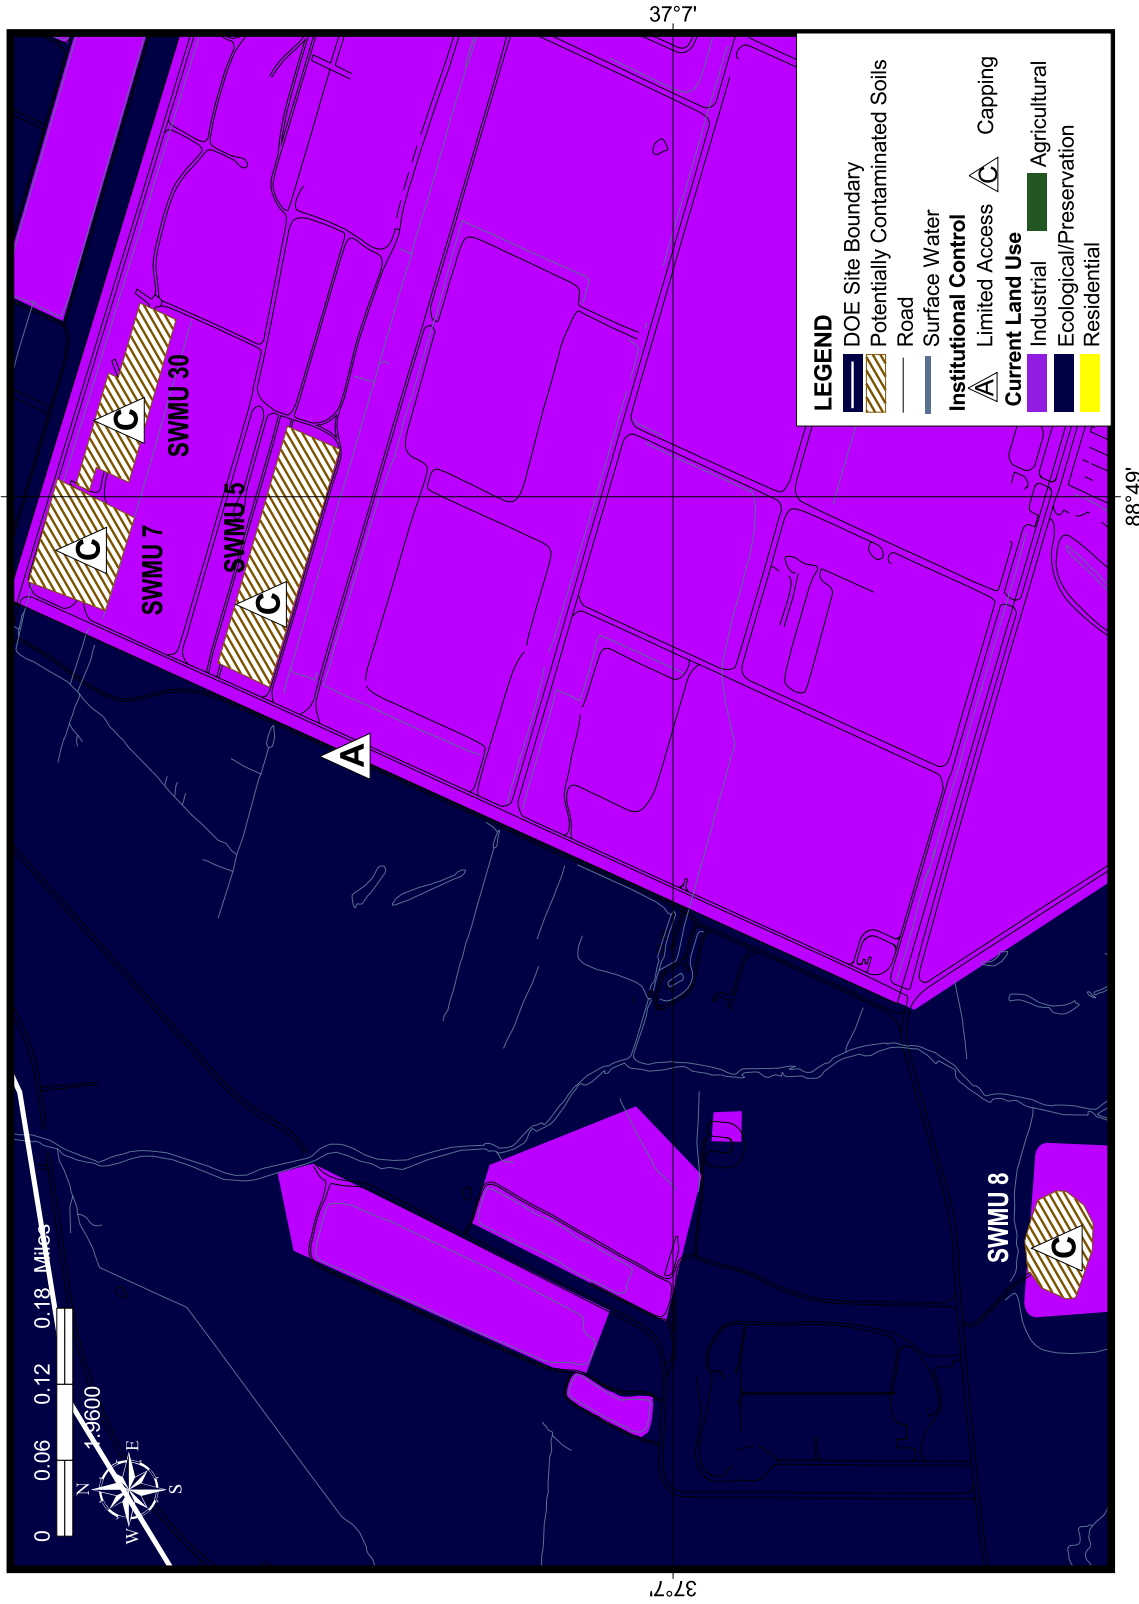 37°7'
SWMU 30
SWMU 7
SWMU 5
C
C
C
A
SWMU 8
C
88°49'
37°7'
0 0.06 0.12 0.18 Miles
1:9600
N
E
S
W
LEGEND
DOE Site Boundary
Potentially Contaminated Soils
Road
Surface Water
Institutional Control
A Limited Access C Capping
Current Land Use
Industrial Agricultural
Ecological/Preservation
Residential